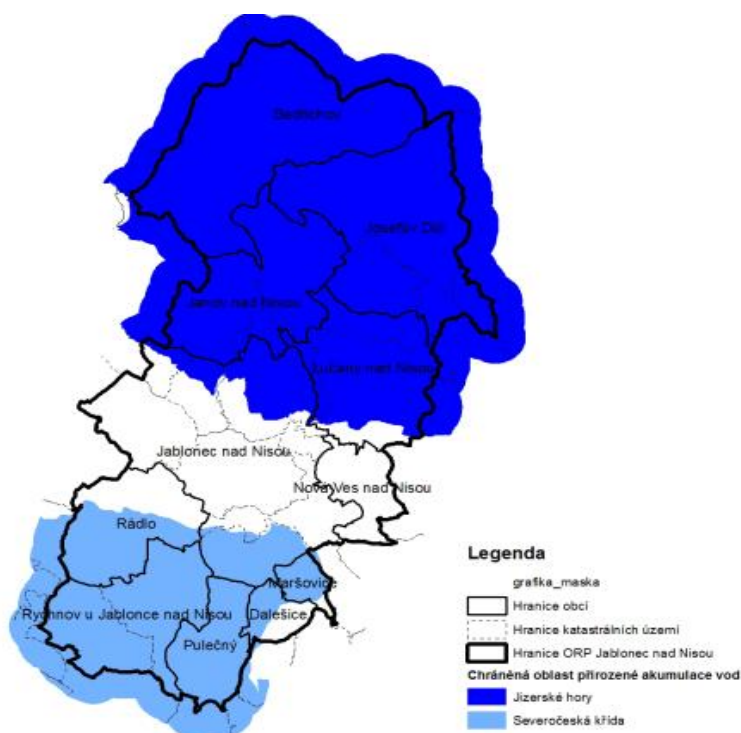 Bedřichov
Josefův Důl
Janov nad Nisou
Lučany nad Nisou
Jablonec nad Nisou
Nová Ves nad Nisou
Rádlo
Maršovice
Rychnov u Jablonce nad Nisou
Dalešice
Pulečný
Legenda
grafika_maska
Hranice obcí
Hranice katastrálních území
Hranice ORP Jablonec nad Nisou
Chráněná oblast přirozené akumulace vod
Jizerské hory
Severočeská křída